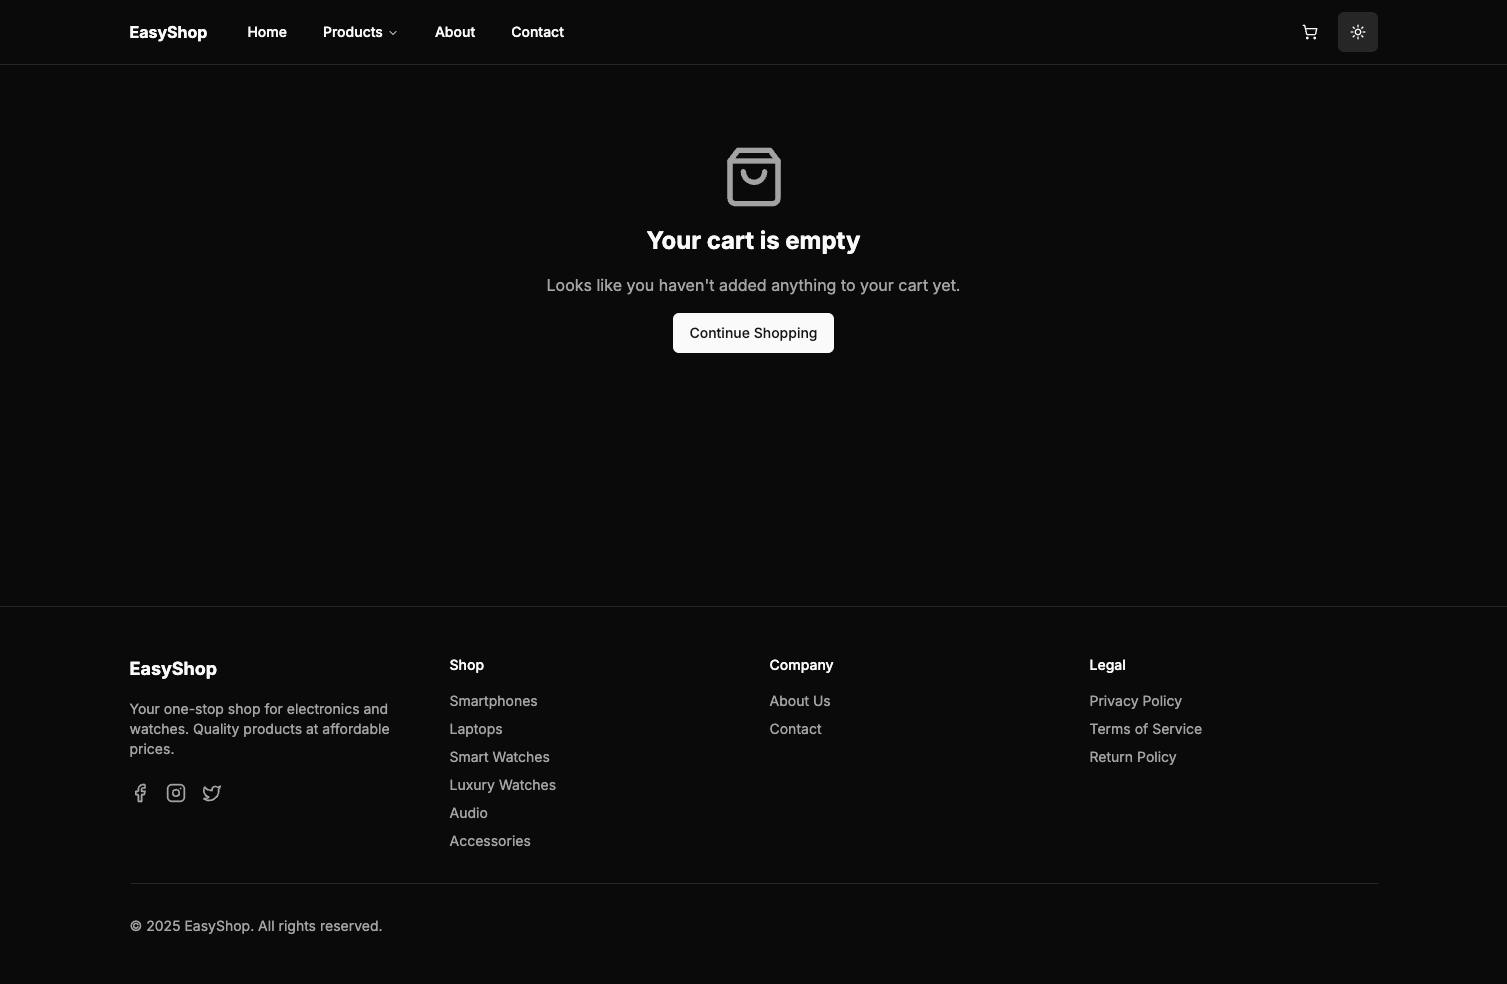 EasyShop
Home
Products
About
Contact
Your cart is empty
Looks like you haven't added anything to your cart yet.
Continue Shopping
EasyShop
Your one-stop shop for electronics and
watches. Quality products at affordable
prices.
Shop
Smartphones
Laptops
Smart Watches
Luxury Watches
Audio
Accessories
Company
About Us
Contact
Legal
Privacy Policy
Terms of Service
Return Policy
© 2025 EasyShop. All rights reserved.